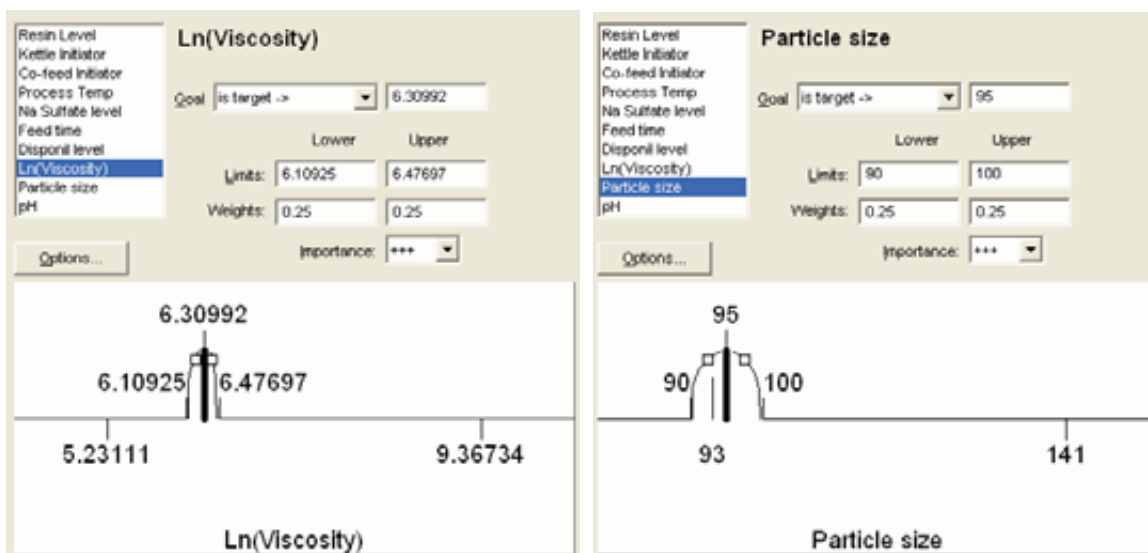 Resin Level
Kettle Initiator
Co-feed Initiator
Process Temp
Na Sulfate level
Feed time
Disponil level
Ln(Viscosity)
Particle size
pH
Ln(Viscosity)
Goal is target -> 6.30992
Lower Upper
Limits: 6.10925 6.47697
Weights: 0.25 0.25
Importance: +++
Options...
6.30992
6.10925 6.47697
5.23111 9.36734
Ln(Viscosity)
Resin Level
Kettle Initiator
Co-feed Initiator
Process Temp
Na Sulfate level
Feed time
Disponil level
Ln(Viscosity)
Particle size
pH
Particle size
Goal is target -> 95
Lower Upper
Limits: 90 100
Weights: 0.25 0.25
Importance: +++
Options...
95
90 100
93 141
Particle size